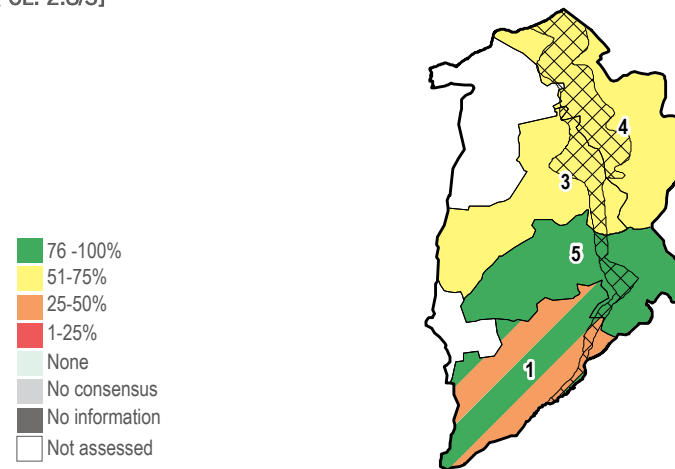 76 -100%
51-75%
25-50%
1-25%
None
No consensus
No information
Not assessed
4
3
5
1